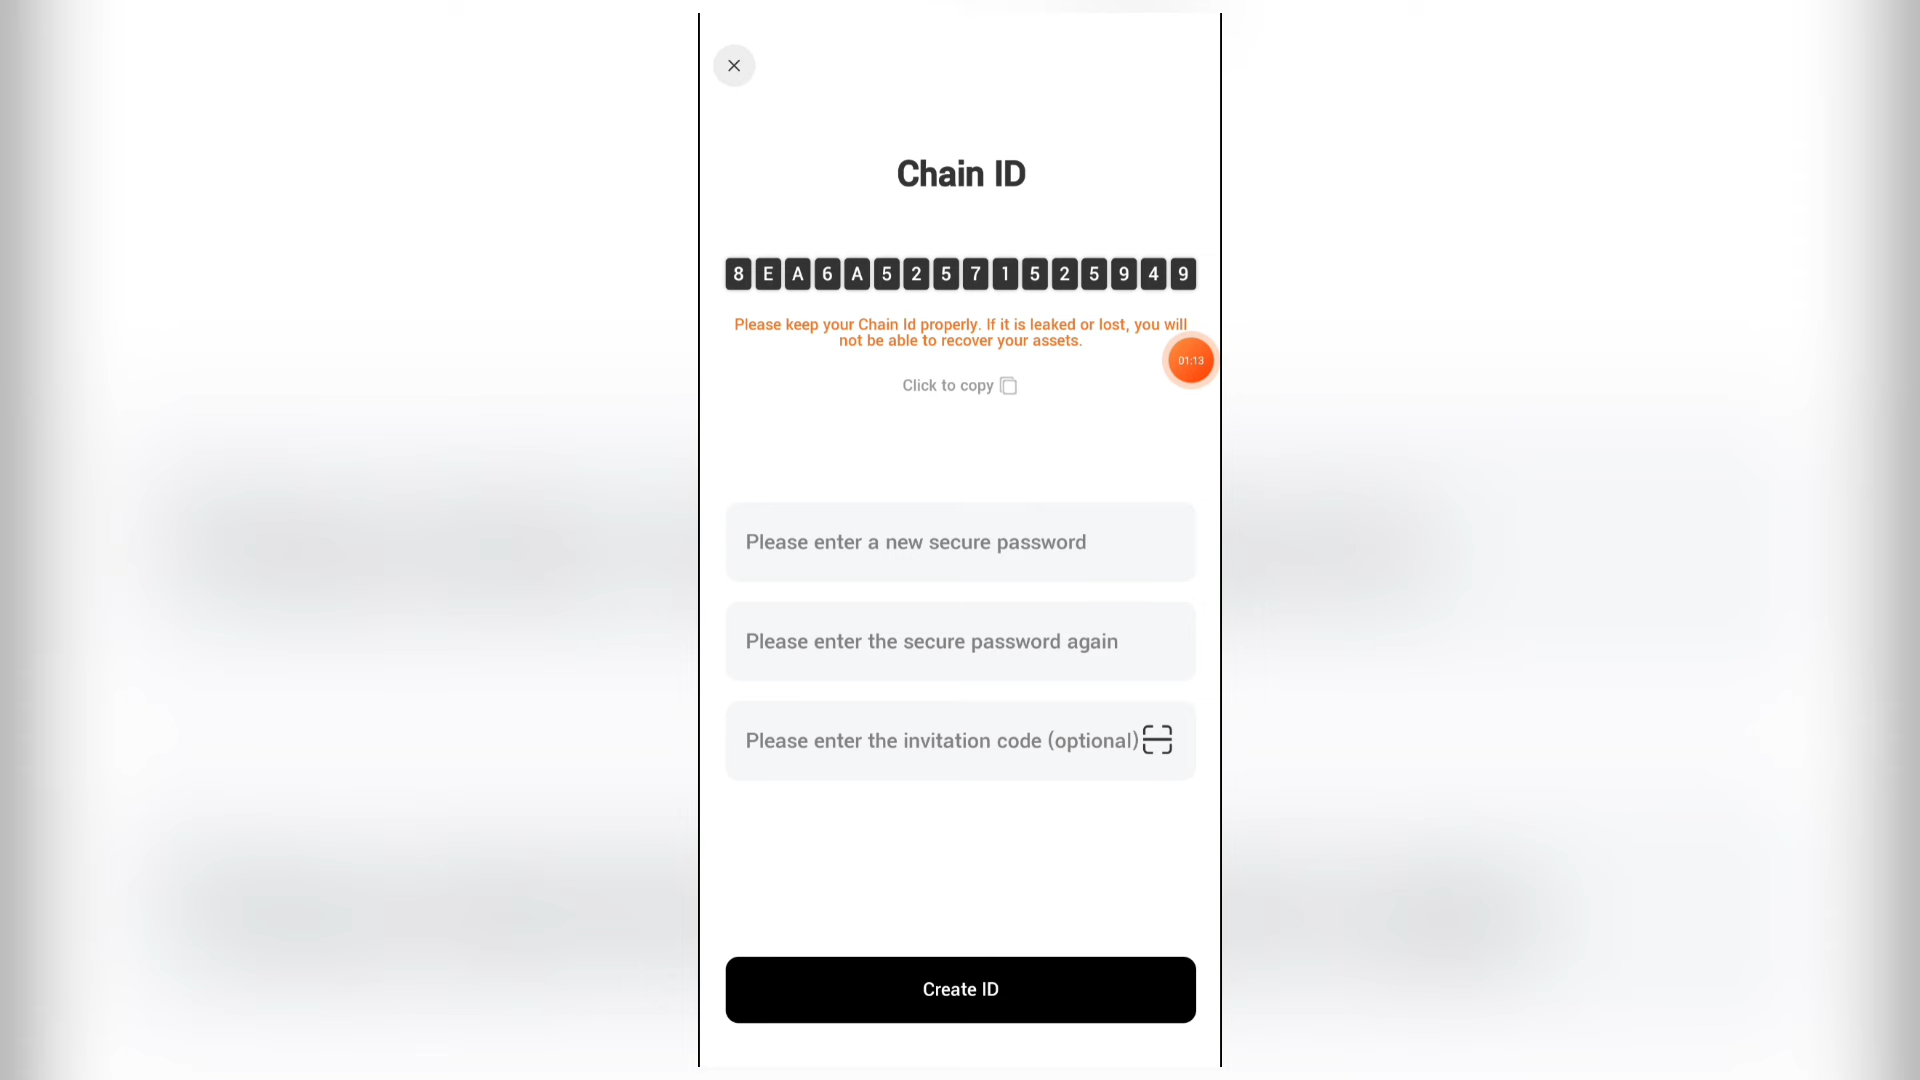 Chain ID
8EA6A52571525949
Please keep your Chain Id properly. If it is leaked or lost, you will
not be able to recover your assets.
01:13
Click to copy
Please enter a new secure password
Please enter the secure password again
Please enter the invitation code (optional)
Create ID